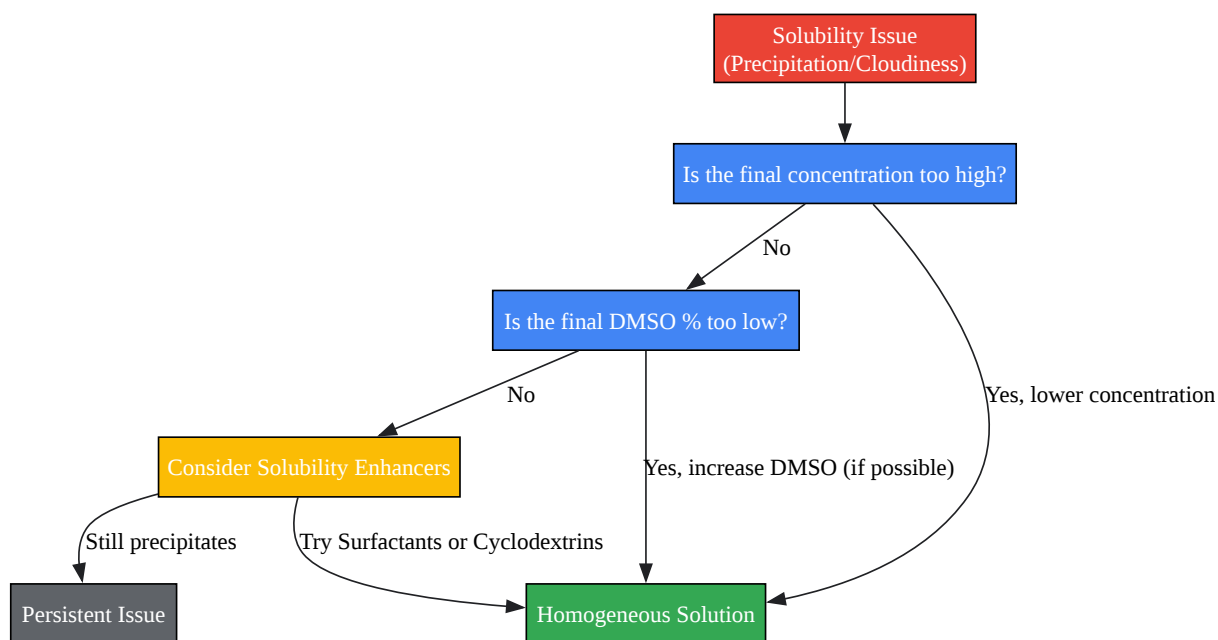 Solubility Issue
(Precipitation/Cloudiness)
Is the final concentration too high?
No
Is the final DMSO % too low?
No
Yes, lower concentration
Consider Solubility Enhancers
Yes, increase DMSO (if possible)
Still precipitates
Try Surfactants or Cyclodextrins
Persistent Issue
Homogeneous Solution